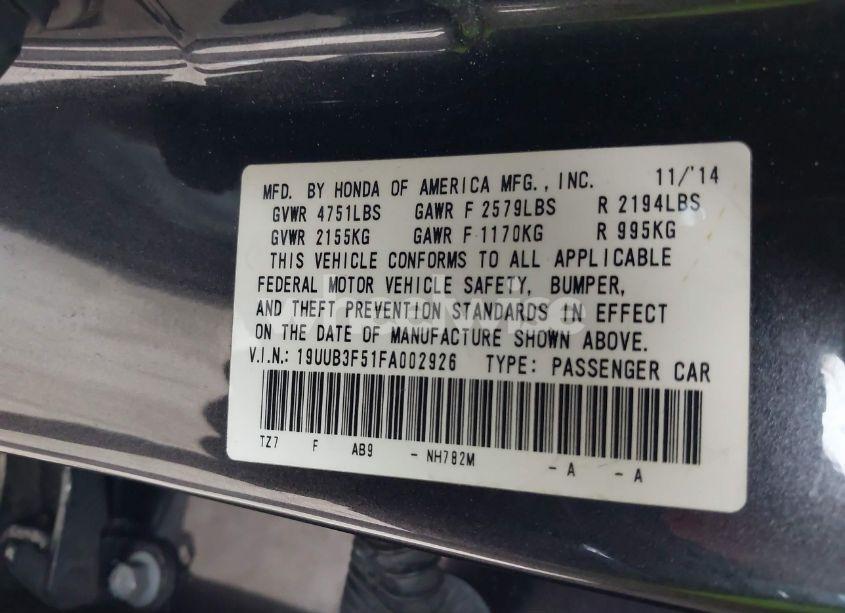 MFD. BY HONDA OF AMERICA MFG., INC. 11/'14
GVWR 4751LBS GAWR F 2579LBS R 2194LBS
GVWR 2155KG GAWR F 1170KG R 995KG
THIS VEHICLE CONFORMS TO ALL APPLICABLE
FEDERAL MOTOR VEHICLE SAFETY, BUMPER,
AND THEFT PREVENTION STANDARDS IN EFFECT
ON THE DATE OF MANUFACTURE SHOWN ABOVE.
V.I.N.: 19UUB3F51FA002926 TYPE: PASSENGER CAR
TZ7 F AB9 - NH782M - A - A